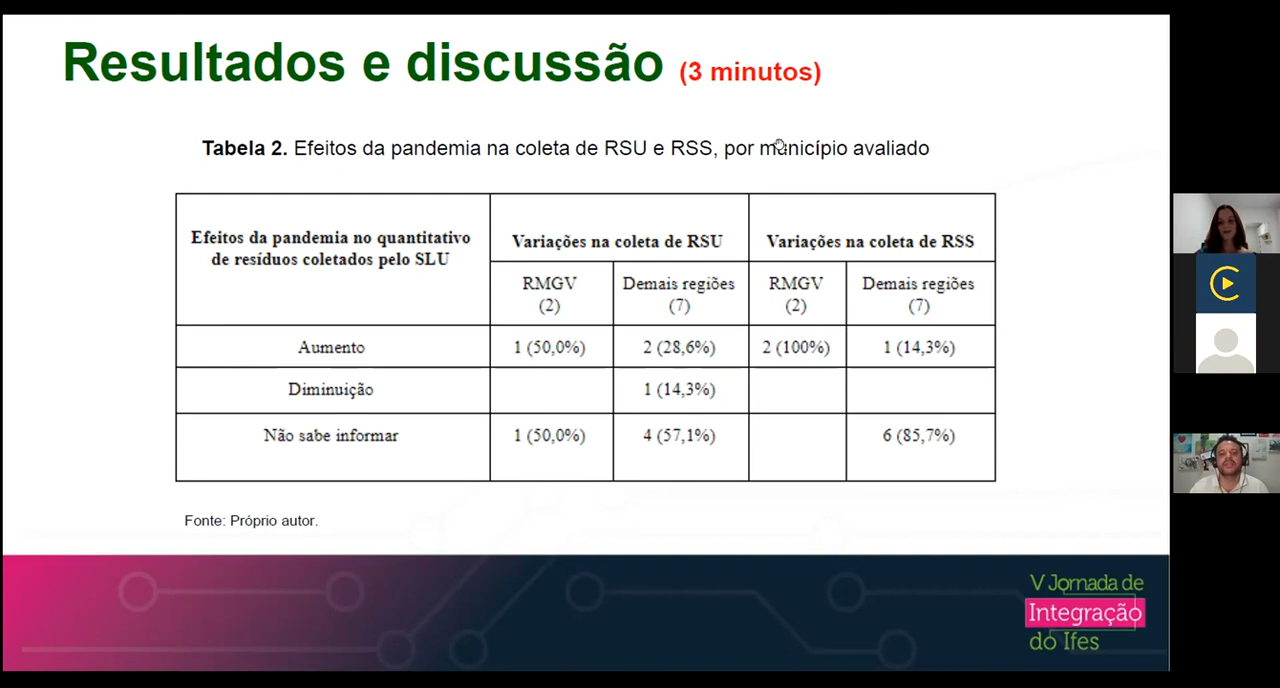 Resultados e discussão (3 minutos)
Tabela 2. Efeitos da pandemia na coleta de RSU e RSS, por município avaliado
Efeitos da pandemia no quantitativo
de resíduos coletados pelo SLU
Variações na coleta de RSU
Variações na coleta de RSS
RMGV
(2)
Demais regiões
(7)
RMGV
(2)
Demais regiões
(7)
Aumento
1 (50,0%)
2 (28,6%)
2 (100%)
1 (14,3%)
Diminuição
1 (14,3%)
Não sabe informar
1 (50,0%)
4 (57,1%)
6 (85,7%)
Fonte: Próprio autor.
V Jornada de
Integração
do Ifes